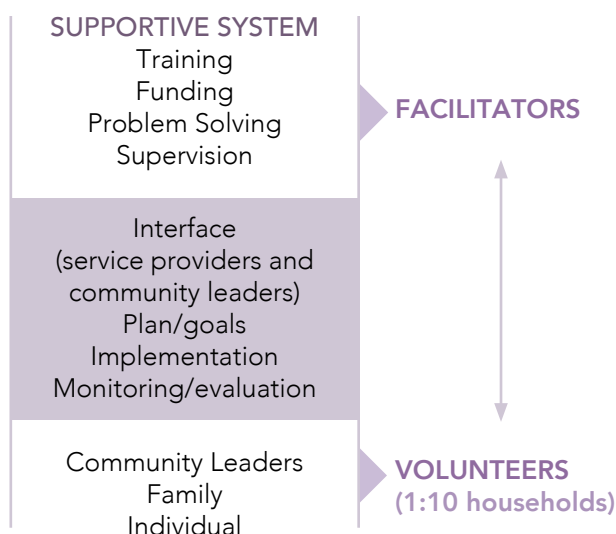 SUPPORTIVE SYSTEM
Training
Funding
Problem Solving
Supervision
FACILITATORS
Interface
(service providers and
community leaders)
Plan/goals
Implementation
Monitoring/evaluation
Community Leaders
Family
Individual
VOLUNTEERS
(1:10 households)